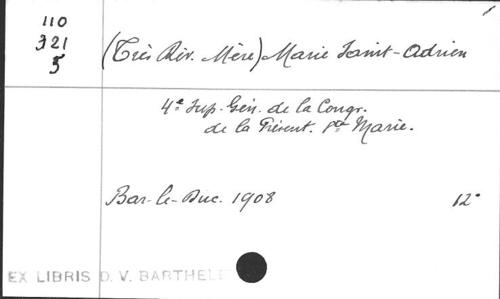 110
321
5
(Très Rév. Mère) Marie Saint-Adrien
4e Sup. Gén. de la Congr.
de la Présent. Ste Marie.
Bar-le-Duc. 1908 12°
EX LIBRIS D. V. BARTHEL